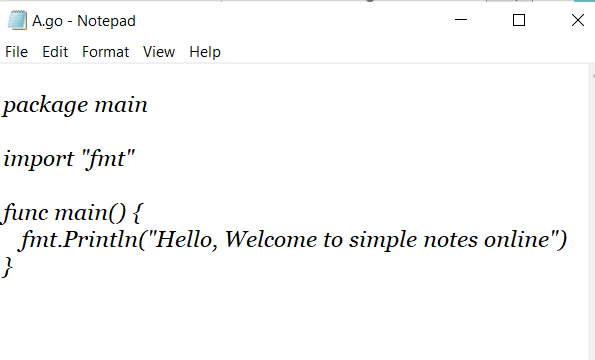 A.go - Notepad
File Edit Format View Help
package main
import "fmt"
func main() {
fmt.Println("Hello, Welcome to simple notes online")
}